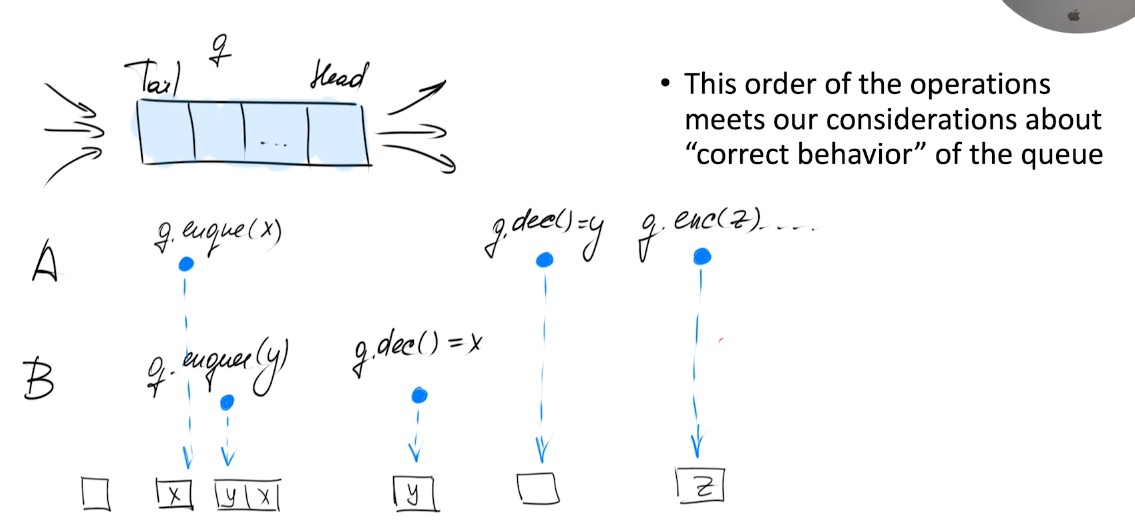 q
Tail Head
...
• This order of the operations
meets our considerations about
“correct behavior” of the queue
A
q.enque(x)
q.dec()=y
q.enc(z).....
B
q.enquee(y)
q.dec() = x
x
y x
y
z